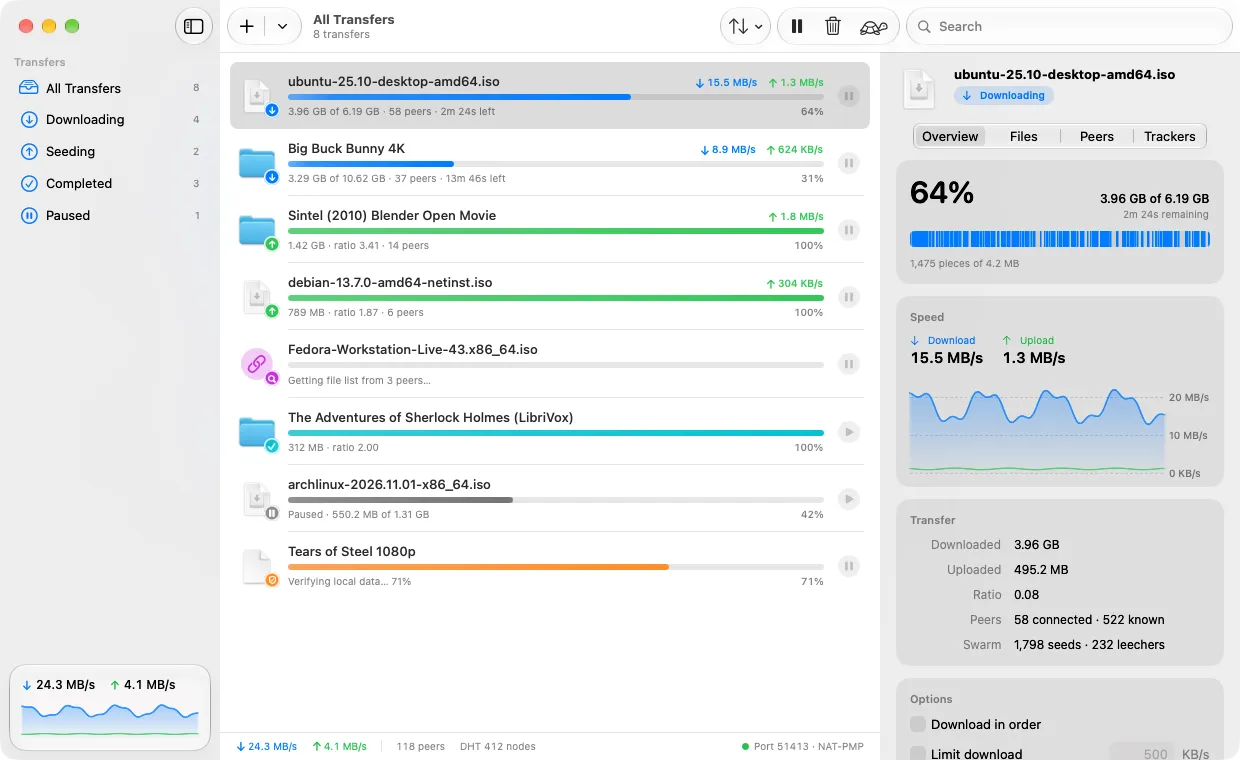 All Transfers
8 transfers
Search
Transfers
All Transfers 8
Downloading 4
Seeding 2
Completed 3
Paused 1
24.3 MB/s 4.1 MB/s
ubuntu-25.10-desktop-amd64.iso 15.5 MB/s 1.3 MB/s
3.96 GB of 6.19 GB · 58 peers · 2m 24s left 64%
Big Buck Bunny 4K 8.9 MB/s 624 KB/s
3.29 GB of 10.62 GB · 37 peers · 13m 46s left 31%
Sintel (2010) Blender Open Movie 1.8 MB/s
1.42 GB · ratio 3.41 · 14 peers 100%
debian-13.7.0-amd64-netinst.iso 304 KB/s
789 MB · ratio 1.87 · 6 peers 100%
Fedora-Workstation-Live-43.x86_64.iso
Getting file list from 3 peers...
The Adventures of Sherlock Holmes (LibriVox)
312 MB · ratio 2.00 100%
archlinux-2026.11.01-x86_64.iso
Paused · 550.2 MB of 1.31 GB 42%
Tears of Steel 1080p
Verifying local data... 71% 71%
24.3 MB/s 4.1 MB/s 118 peers DHT 412 nodes Port 51413 · NAT-PMP
ubuntu-25.10-desktop-amd64.iso
Downloading
Overview Files Peers Trackers
64% 3.96 GB of 6.19 GB
2m 24s remaining
1,475 pieces of 4.2 MB
Speed
Download Upload
15.5 MB/s 1.3 MB/s
20 MB/s
10 MB/s
0 KB/s
Transfer
Downloaded 3.96 GB
Uploaded 495.2 MB
Ratio 0.08
Peers 58 connected · 522 known
Swarm 1,798 seeds · 232 leechers
Options
Download in order
Limit download 500 KB/s